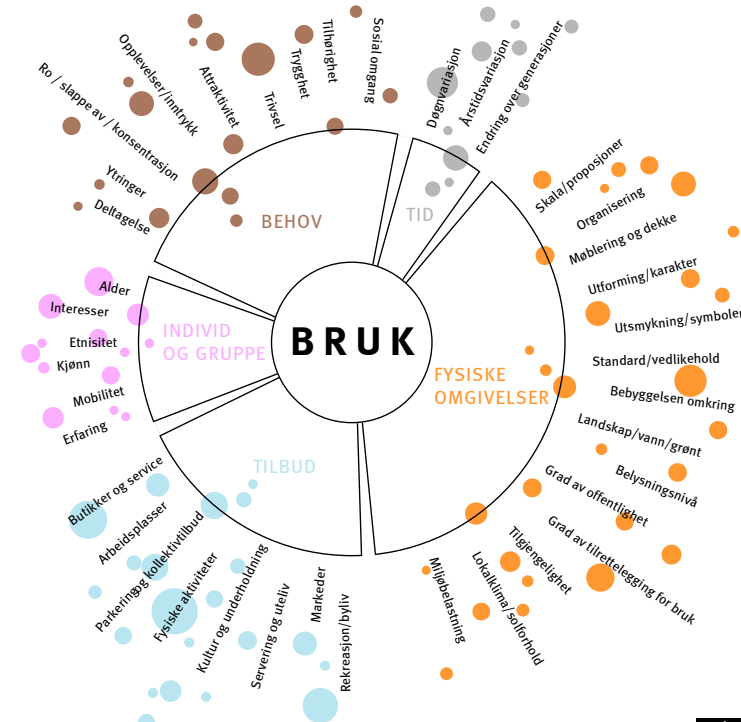 BRUK
BEHOV
Deltagelse
Ytringer
Ro / slappe av / konsentrasjon
Opplevelser/inntrykk
Attraktivitet
Trivsel
Trygghet
Tilhørighet
Sosial omgang
TID
Døgnvariasjon
Årstidsvariasjon
Endring over generasjoner
FYSISKE
OMGIVELSER
Skala/proposjoner
Organisering
Møblering og dekke
Utforming/karakter
Utsmykning/symboler
Standard/vedlikehold
Bebyggelsen omkring
Landskap/vann/grønt
Belysningsnivå
Grad av offentlighet
Grad av tilrettelegging for bruk
Tilgjengelighet
Lokalklima/solforhold
Miljøbelastning
TILBUD
Rekreasjon/byliv
Markeder
Servering og uteliv
Kultur og underholdning
Fysiske aktiviteter
Parkering og kollektivtilbud
Arbeidsplasser
Butikker og service
INDIVID
OG GRUPPE
Erfaring
Mobilitet
Kjønn
Etnisitet
Interesser
Alder